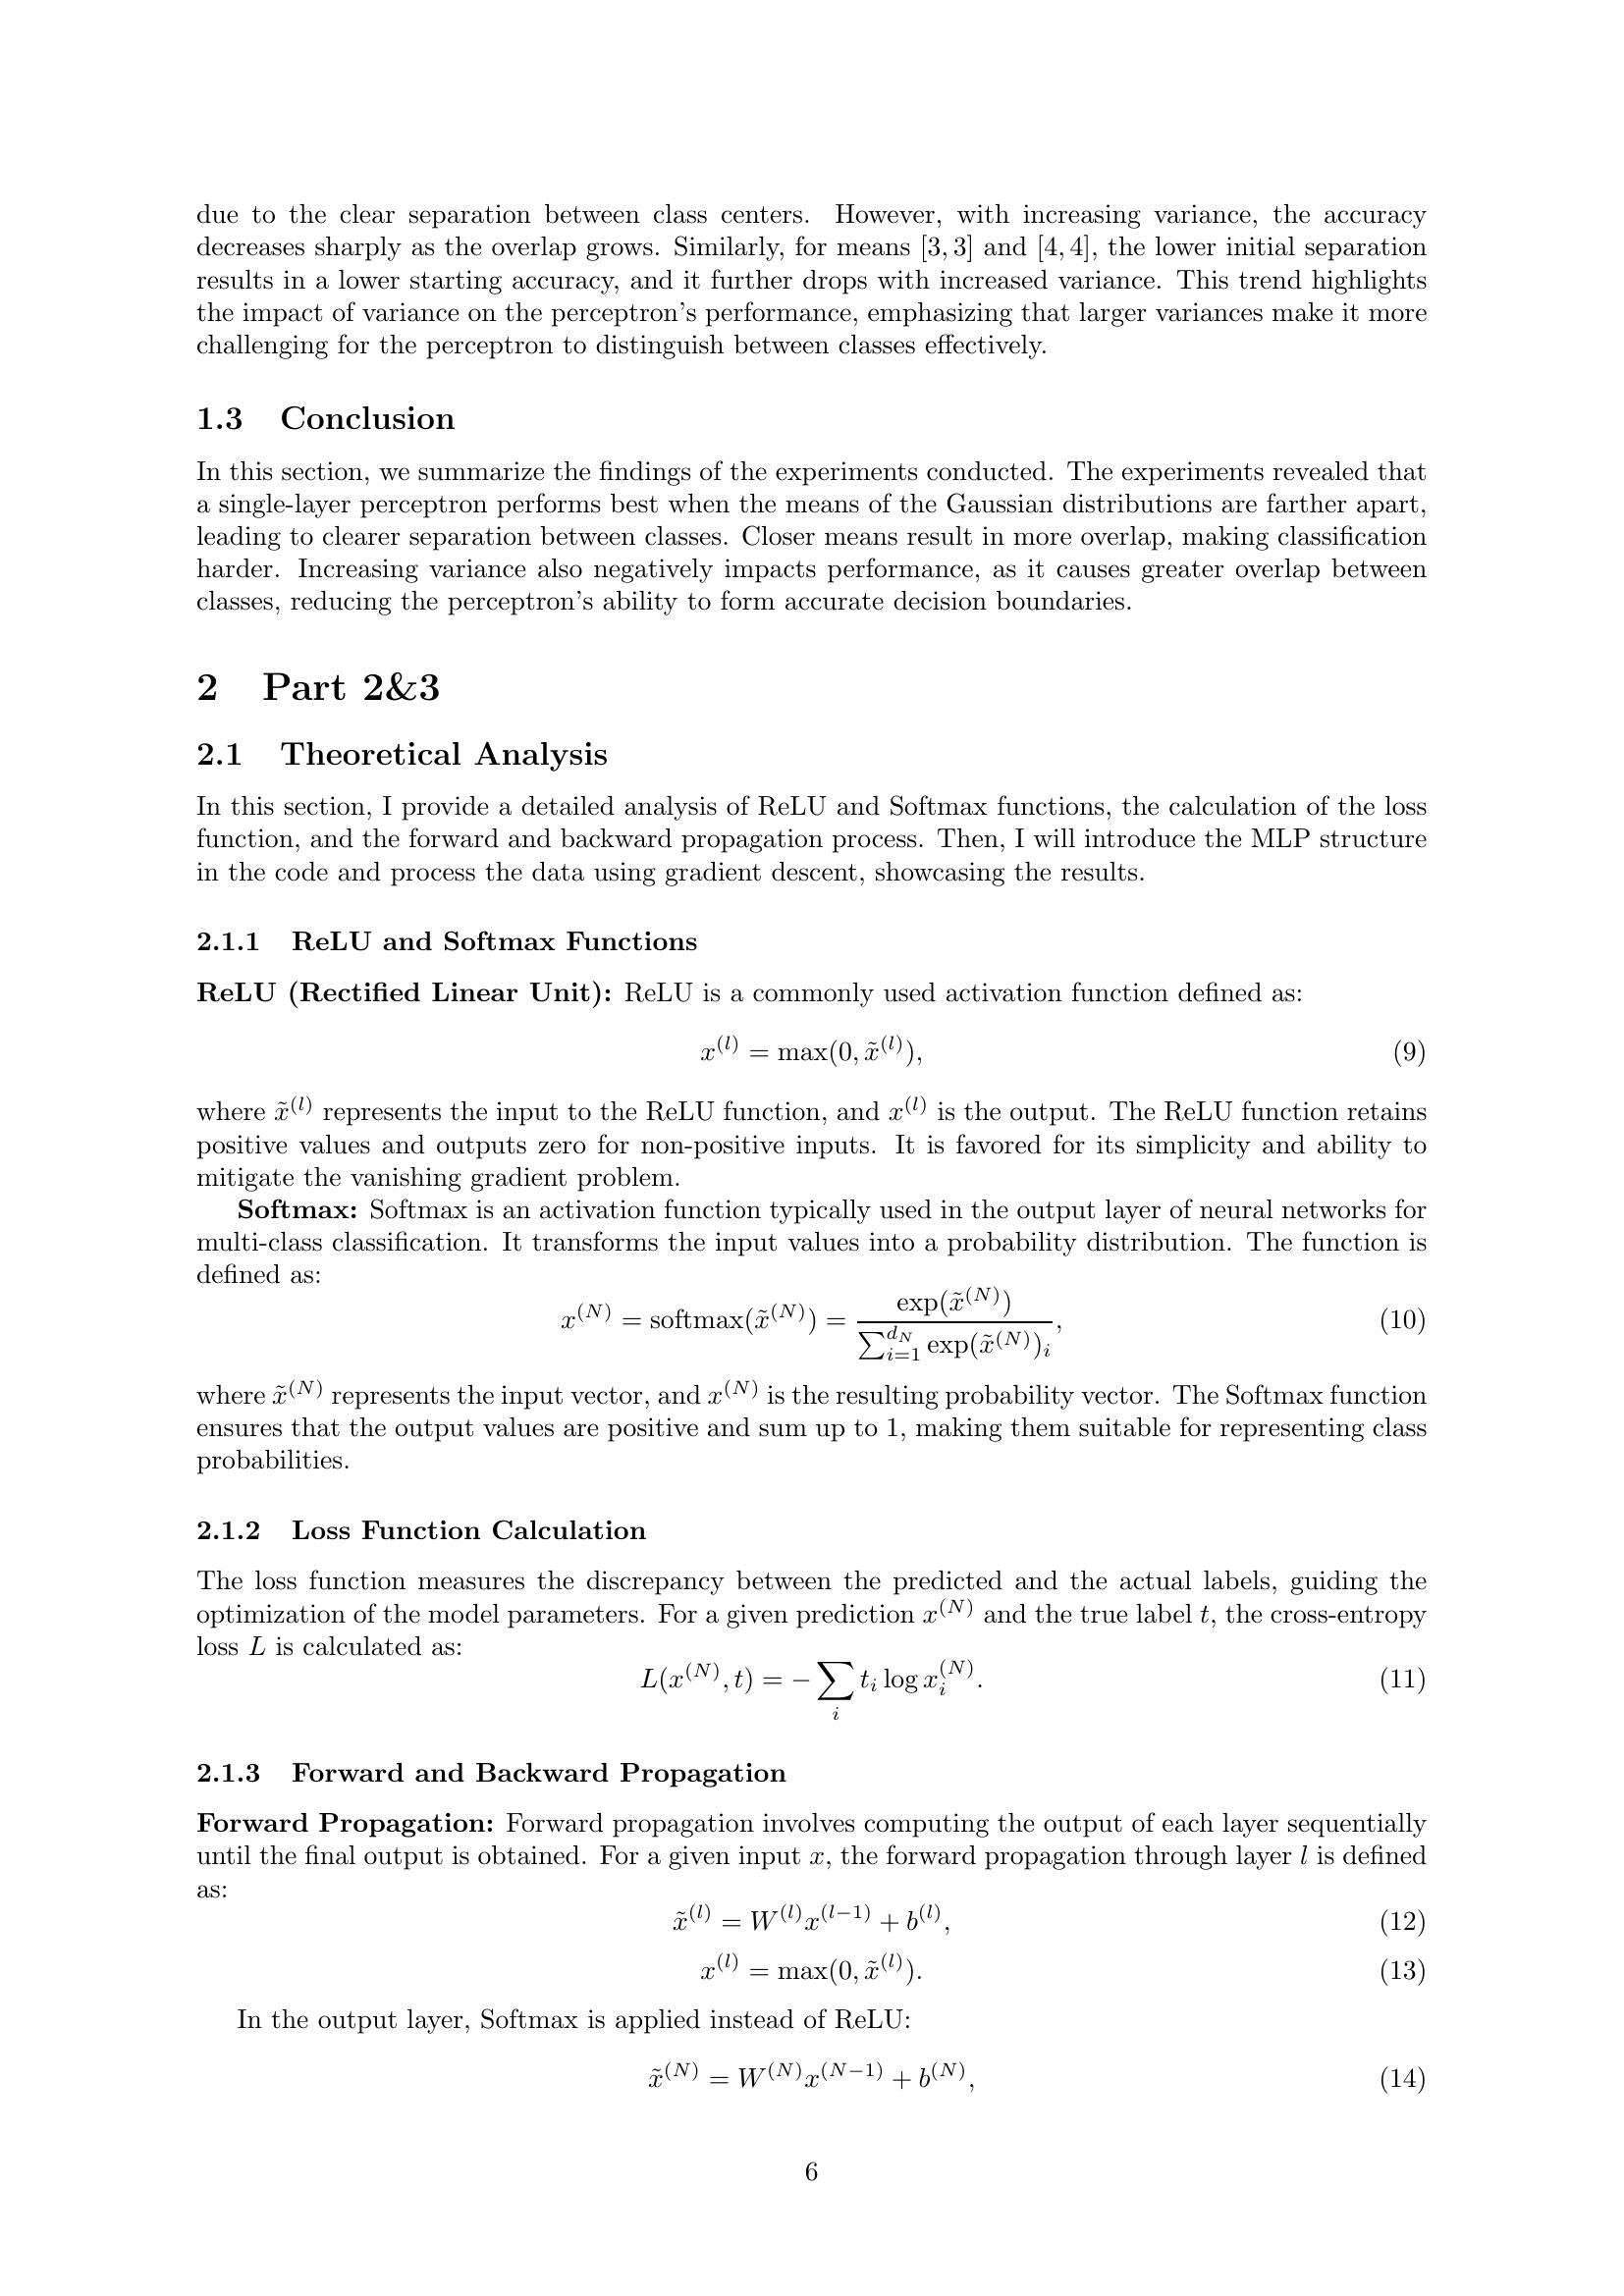 due to the clear separation between class centers. However, with increasing variance, the accuracy
decreases sharply as the overlap grows. Similarly, for means [3, 3] and [4, 4], the lower initial separation
results in a lower starting accuracy, and it further drops with increased variance. This trend highlights
the impact of variance on the perceptron's performance, emphasizing that larger variances make it more
challenging for the perceptron to distinguish between classes effectively.
1.3 Conclusion
In this section, we summarize the findings of the experiments conducted. The experiments revealed that
a single-layer perceptron performs best when the means of the Gaussian distributions are farther apart,
leading to clearer separation between classes. Closer means result in more overlap, making classification
harder. Increasing variance also negatively impacts performance, as it causes greater overlap between
classes, reducing the perceptron's ability to form accurate decision boundaries.
2 Part 2&3
2.1 Theoretical Analysis
In this section, I provide a detailed analysis of ReLU and Softmax functions, the calculation of the loss
function, and the forward and backward propagation process. Then, I will introduce the MLP structure
in the code and process the data using gradient descent, showcasing the results.
2.1.1 ReLU and Softmax Functions
ReLU (Rectified Linear Unit): ReLU is a commonly used activation function defined as:
x^{(l)} = max(0, x̃^{(l)}), (9)
where x̃^{(l)} represents the input to the ReLU function, and x^{(l)} is the output. The ReLU function retains
positive values and outputs zero for non-positive inputs. It is favored for its simplicity and ability to
mitigate the vanishing gradient problem.
Softmax: Softmax is an activation function typically used in the output layer of neural networks for
multi-class classification. It transforms the input values into a probability distribution. The function is
defined as:
x^{(N)} = softmax(x̃^{(N)}) = \frac{exp(x̃^{(N)})}{∑_{i=1}^{d_N} exp(x̃^{(N)})_i}, (10)
where x̃^{(N)} represents the input vector, and x^{(N)} is the resulting probability vector. The Softmax function
ensures that the output values are positive and sum up to 1, making them suitable for representing class
probabilities.
2.1.2 Loss Function Calculation
The loss function measures the discrepancy between the predicted and the actual labels, guiding the
optimization of the model parameters. For a given prediction x^{(N)} and the true label t, the cross-entropy
loss L is calculated as:
L(x^{(N)}, t) = − ∑_i t_i log x_i^{(N)}. (11)
2.1.3 Forward and Backward Propagation
Forward Propagation: Forward propagation involves computing the output of each layer sequentially
until the final output is obtained. For a given input x, the forward propagation through layer l is defined
as:
x̃^{(l)} = W^{(l)}x^{(l−1)} + b^{(l)}, (12)
x^{(l)} = max(0, x̃^{(l)}). (13)
In the output layer, Softmax is applied instead of ReLU:
x̃^{(N)} = W^{(N)}x^{(N−1)} + b^{(N)}, (14)
6